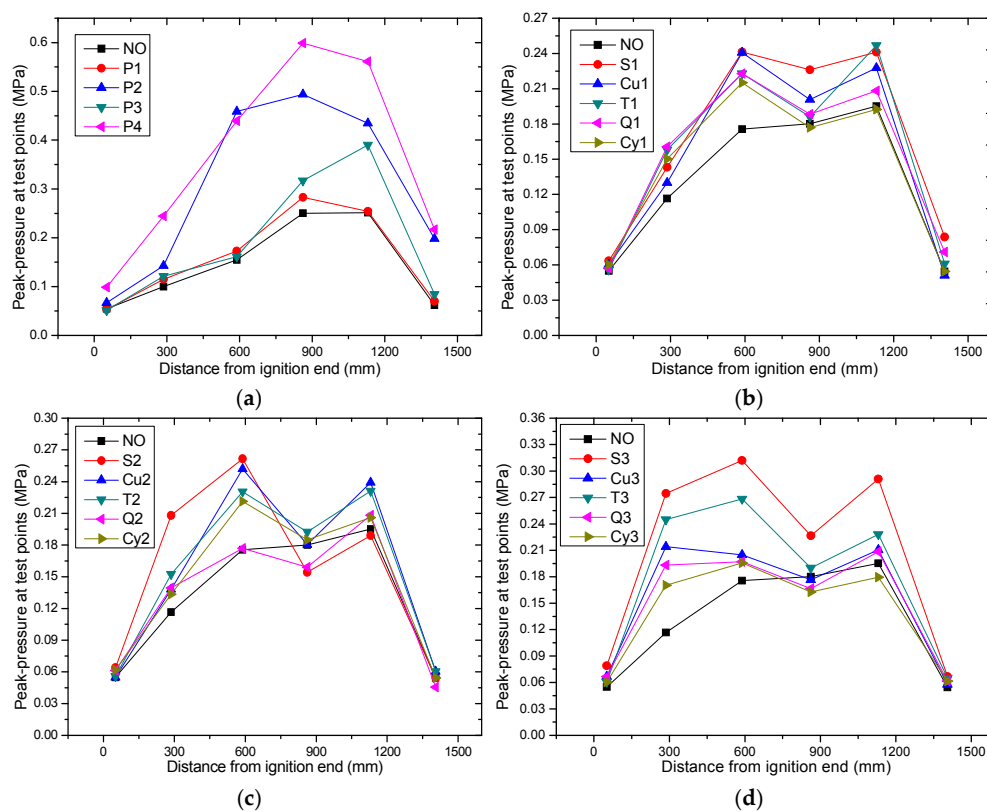 Peak-pressure at test points (MPa)
0.6
0.5
0.4
0.3
0.2
0.1
0.0
NO
P1
P2
P3
P4
0 300 600 900 1200 1500
Distance from ignition end (mm)
(a)
Peak-pressure at test points (MPa)
0.27
0.24
0.21
0.18
0.15
0.12
0.09
0.06
0.03
0.00
NO
S1
Cu1
T1
Q1
Cy1
0 300 600 900 1200 1500
Distance from ignition end (mm)
(b)
Peak-pressure at test points (MPa)
0.30
0.27
0.24
0.21
0.18
0.15
0.12
0.09
0.06
0.03
0.00
NO
S2
Cu2
T2
Q2
Cy2
0 300 600 900 1200 1500
Distance from ignition end (mm)
(c)
Peak-pressure at test points (MPa)
0.36
0.33
0.30
0.27
0.24
0.21
0.18
0.15
0.12
0.09
0.06
0.03
0.00
NO
S3
Cu3
T3
Q3
Cy3
0 300 600 900 1200 1500
Distance from ignition end (mm)
(d)